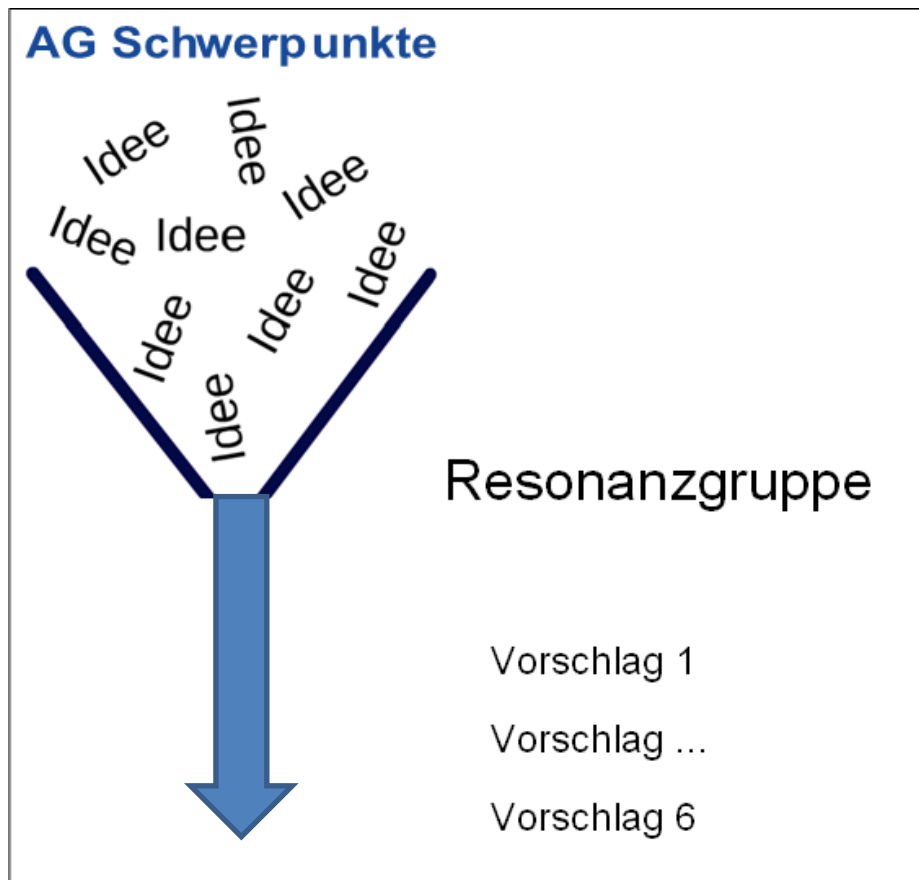 AG Schwerpunkte
Idee
Idee
Idee
Idee
Idee
Idee
Idee
Idee
Idee
Resonanzgruppe
Vorschlag 1
Vorschlag ...
Vorschlag 6